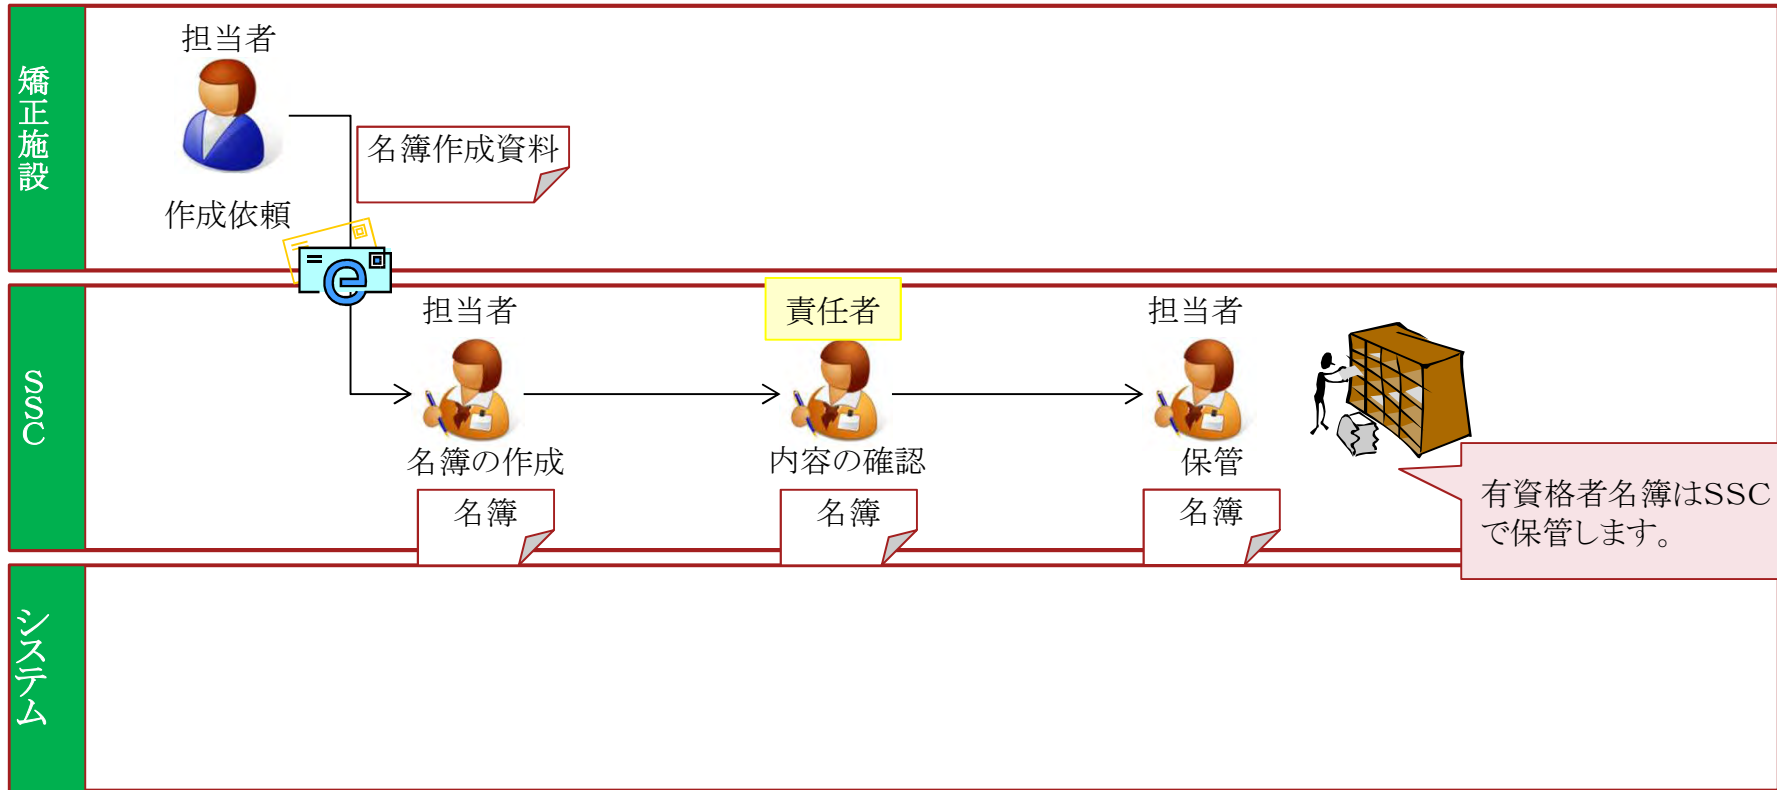 矯正施設
担当者
名簿作成資料
作成依頼
SSC
担当者
名簿の作成
名簿
責任者
内容の確認
名簿
担当者
保管
名簿
有資格者名簿はSSC
で保管します。
システム